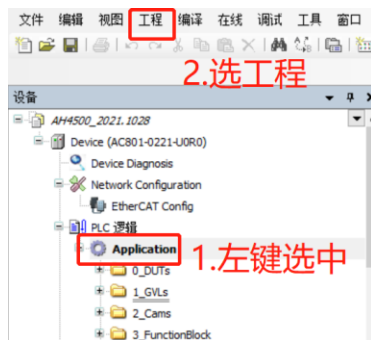 文件 编辑 视图 工程 编译 在线 调试 工具 窗口
2.选工程
设备
AH4500_2021.1028
Device (AC801-0221-U0R0)
Device Diagnosis
Network Configuration
EtherCAT Config
PLC 逻辑
Application
1.左键选中
0_DUTs
1_GVLs
2_Cams
3_FunctionBlock